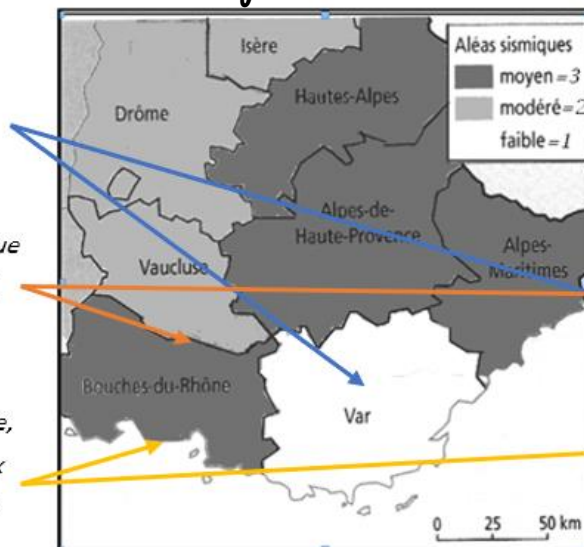 Isère
Aléas sismiques
moyen = 3
modéré = 2
faible = 1
Hautes-Alpes
Drôme
ue
Alpes-de-
Haute-Provence
Alpes-
Maritimes
Vaucluse
Bouches-du-Rhône
Var
e,
x
0 25 50 km